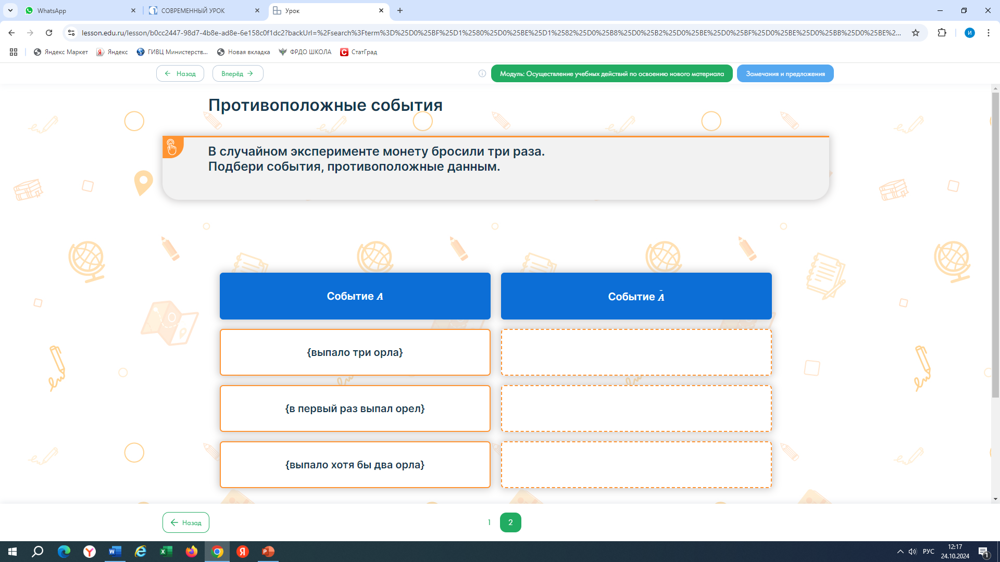 WhatsApp
СОВРЕМЕННЫЙ УРОК
Урок
lesson.edu.ru/lesson/b0cc2447-98d7-4b8e-ad8e-6e158c0f1dc2?backUrl=%2Fsearch%3Fterm%3D%25D0%25BF%25D1%2580%25D0%25BE%25D1%2582%25D0%25B8%25D0%25B2%25D0%25BE%25D0%25BF%25D0%25BE%25D0%25BB%25D0%25BE%2...
И
Яндекс Маркет
Яндекс
ГИВЦ Министерств...
Новая вкладка
ФРДО ШКОЛА
СтатГрад
Назад
Вперёд
Модуль: Осуществление учебных действий по освоению нового материала
Замечания и предложения
Противоположные события
В случайном эксперименте монету бросили три раза.
Подбери события, противоположные данным.
Событие A
Событие Ā
{выпало три орла}
{в первый раз выпал орел}
{выпало хотя бы два орла}
Назад
1
2
РУС
12:17
24.10.2024
1